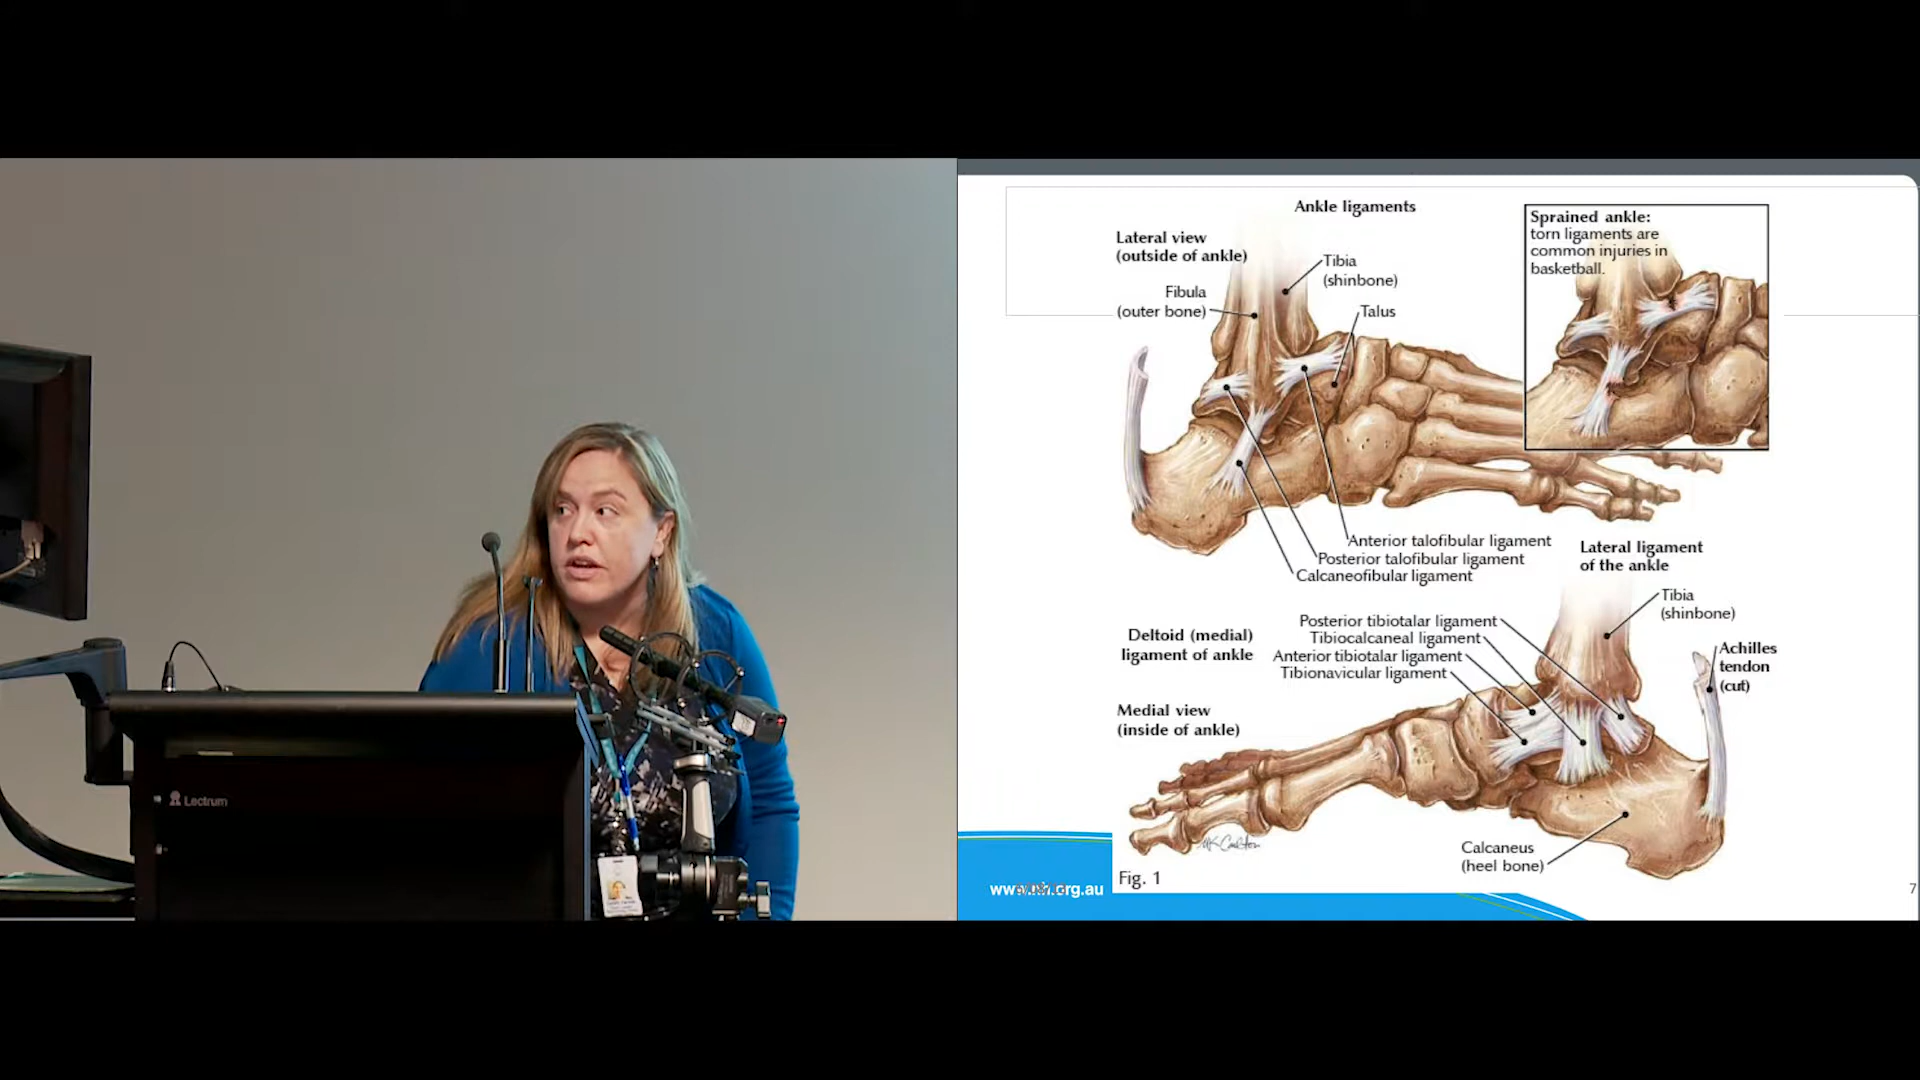 Lectrum
Ankle ligaments
Lateral view
(outside of ankle)
Tibia
(shinbone)
Fibula
(outer bone)
Talus
Sprained ankle:
torn ligaments are
common injuries in
basketball.
Anterior talofibular ligament
Posterior talofibular ligament
Calcaneofibular ligament
Lateral ligament
of the ankle
Tibia
(shinbone)
Posterior tibiotalar ligament
Tibiocalcaneal ligament
Anterior tibiotalar ligament
Tibionavicular ligament
Deltoid (medial)
ligament of ankle
Achilles
tendon
(cut)
Medial view
(inside of ankle)
Calcaneus
(heel bone)
Fig. 1
7